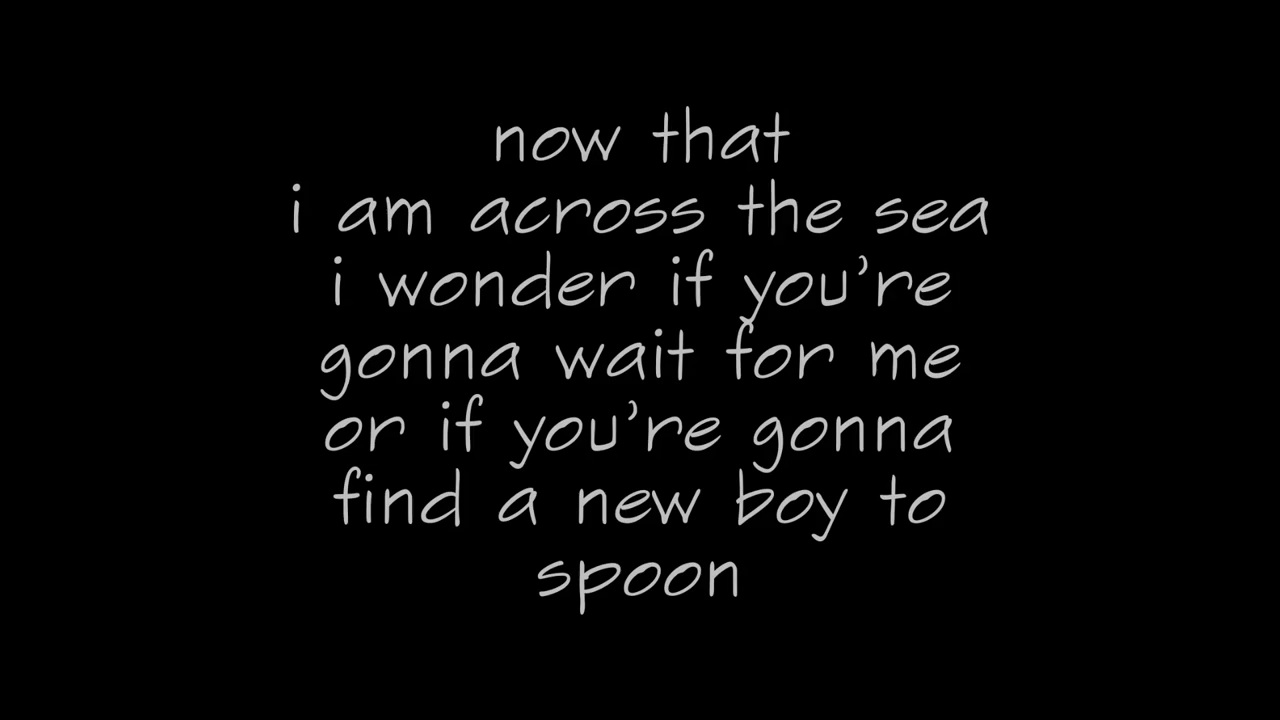 now that
i am across the sea
i wonder if you're
gonna wait for me
or if you're gonna
find a new boy to
spoon